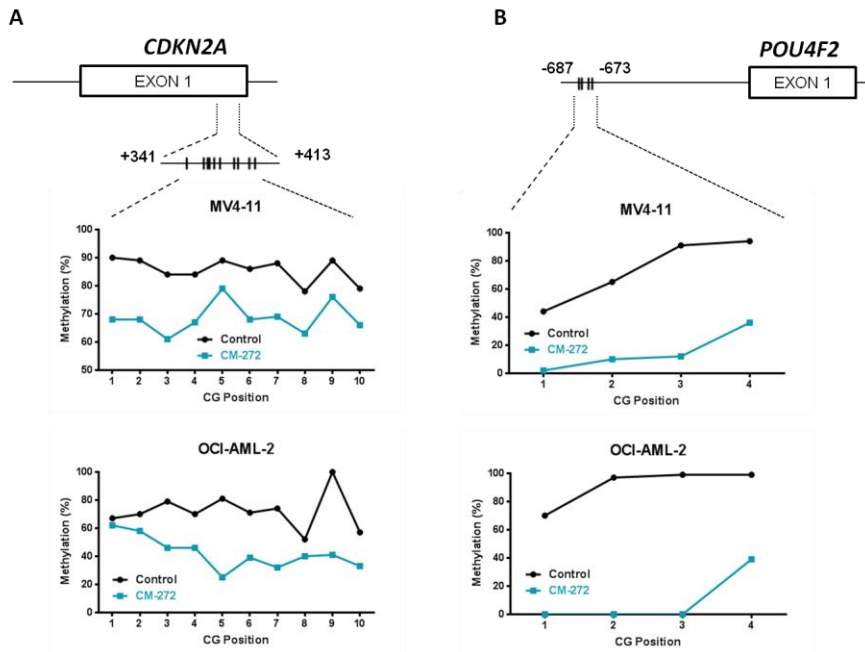 A
CDKN2A
EXON 1
+341
+413
MV4-11
Methylation (%)
100
90
80
70
60
50
Control
CM-272
1 2 3 4 5 6 7 8 9 10
CG Position
OCI-AML-2
Methylation (%)
100
80
60
40
20
0
Control
CM-272
1 2 3 4 5 6 7 8 9 10
CG Position
B
POU4F2
-687
-673
EXON 1
MV4-11
Methylation (%)
100
80
60
40
20
0
Control
CM-272
1 2 3 4
CG Position
OCI-AML-2
Methylation (%)
100
80
60
40
20
0
Control
CM-272
1 2 3 4
CG Position